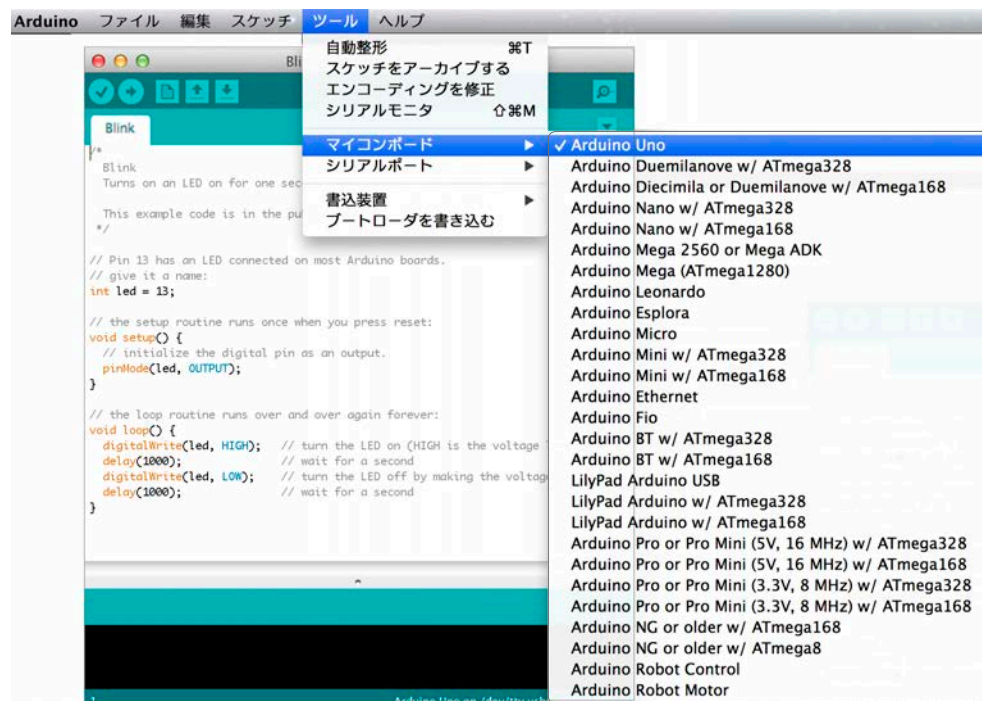 Arduino ファイル 編集 スケッチ ツール ヘルプ
自動整形 ⌘T
スケッチをアーカイブする
エンコーディングを修正
シリアルモニタ ⇧⌘M
マイコンボード ▶
シリアルポート ▶
書込装置 ▶
ブートローダを書き込む
✓ Arduino Uno
Arduino Duemilanove w/ ATmega328
Arduino Diecimila or Duemilanove w/ ATmega168
Arduino Nano w/ ATmega328
Arduino Nano w/ ATmega168
Arduino Mega 2560 or Mega ADK
Arduino Mega (ATmega1280)
Arduino Leonardo
Arduino Esplora
Arduino Micro
Arduino Mini w/ ATmega328
Arduino Mini w/ ATmega168
Arduino Ethernet
Arduino Fio
Arduino BT w/ ATmega328
Arduino BT w/ ATmega168
LilyPad Arduino USB
LilyPad Arduino w/ ATmega328
LilyPad Arduino w/ ATmega168
Arduino Pro or Pro Mini (5V, 16 MHz) w/ ATmega328
Arduino Pro or Pro Mini (5V, 16 MHz) w/ ATmega168
Arduino Pro or Pro Mini (3.3V, 8 MHz) w/ ATmega328
Arduino Pro or Pro Mini (3.3V, 8 MHz) w/ ATmega168
Arduino NG or older w/ ATmega168
Arduino NG or older w/ ATmega8
Arduino Robot Control
Arduino Robot Motor
Blink
/*
Blink
Turns on an LED on for one sec
This example code is in the pu
*/
// Pin 13 has an LED connected on most Arduino boards.
// give it a name:
int led = 13;
// the setup routine runs once when you press reset:
void setup() {
// initialize the digital pin as an output.
pinMode(led, OUTPUT);
}
// the loop routine runs over and over again forever:
void loop() {
digitalWrite(led, HIGH); // turn the LED on (HIGH is the voltage
delay(1000); // wait for a second
digitalWrite(led, LOW); // turn the LED off by making the voltag
delay(1000); // wait for a second
}